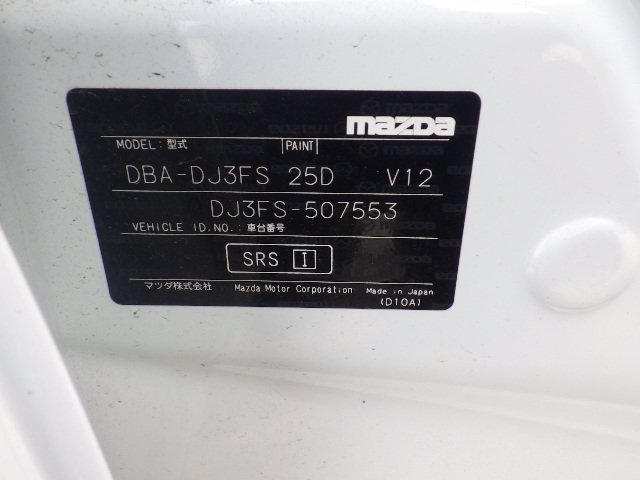 mazda
MODEL: 型式 PAINT
DBA-DJ3FS 25D V12
DJ3FS-507553
VEHICLE ID.NO.: 車台番号
SRS I
マツダ株式会社 Mazda Motor Corporation Made in Japan
(D10A)